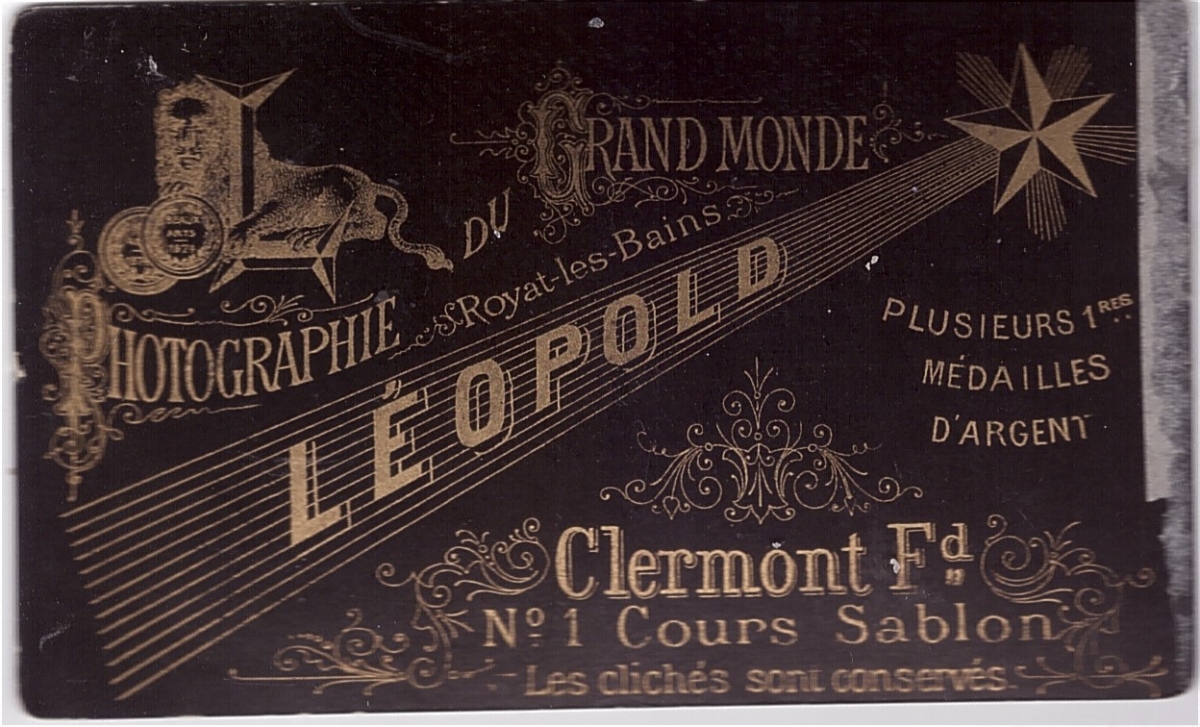 PHOTOGRAPHIE
DU
GRAND MONDE
Royat-les-Bains
LÉOPOLD
PLUSIEURS 1RES
MÉDAILLES
D'ARGENT
Clermont Fd
No 1 Cours Sablon
Les clichés sont conservés
ARTS